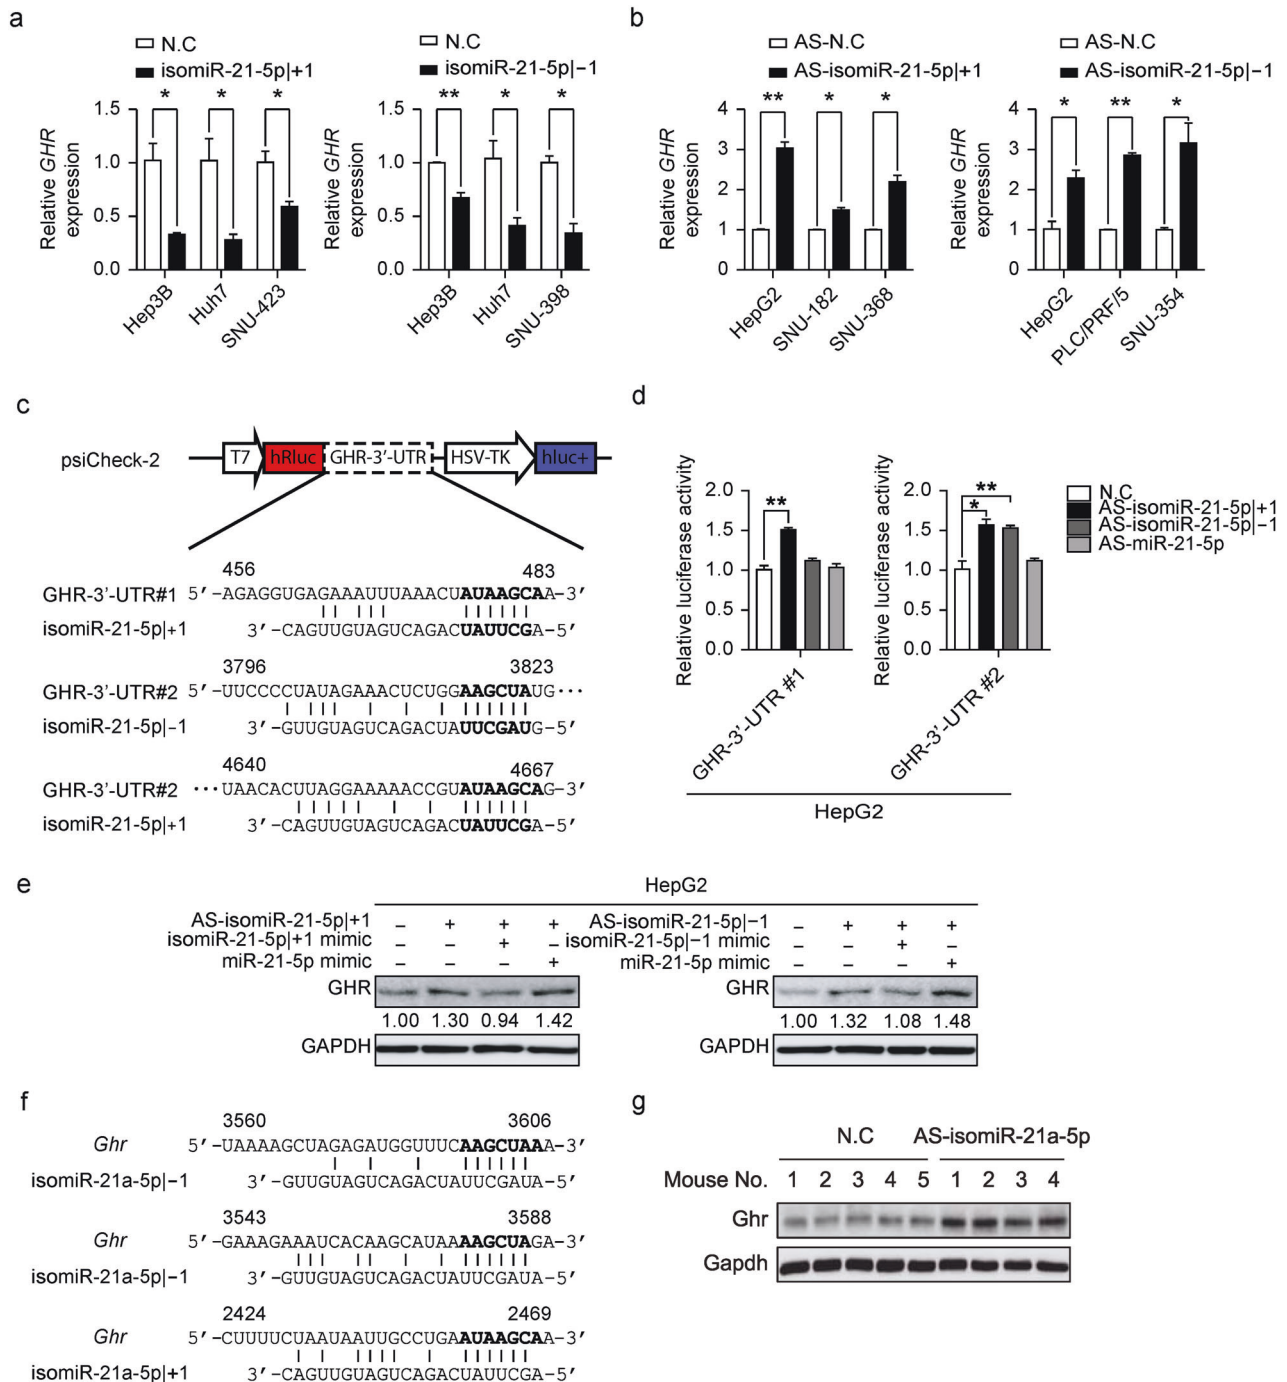 a
N.C
isomiR-21-5p|+1
N.C
isomiR-21-5p|−1
Relative GHR expression
1.5
1.0
0.5
0.0
* * *
Hep3B Huh7 SNU-423
Relative GHR expression
1.5
1.0
0.5
0.0
** * *
Hep3B Huh7 SNU-398
b
AS-N.C
AS-isomiR-21-5p|+1
AS-N.C
AS-isomiR-21-5p|−1
Relative GHR expression
4
3
2
1
0
** * *
HepG2 SNU-182 SNU-368
Relative GHR expression
4
3
2
1
0
* ** *
HepG2 PLC/PRF/5 SNU-354
c
psiCheck-2 T7 hRluc GHR-3’-UTR HSV-TK hluc+
456 483
GHR-3’-UTR#1 5′-AGAGGUGAGAAAUUUAAACUAUAAGCAA-3′
isomiR-21-5p|+1 3′-CAGUUGUAGUCAGACUAUUCGA-5′
3796 3823
GHR-3’-UTR#2 5′-UUCCCCUAUAGAAACUCUGGAAGCUAUG···
isomiR-21-5p|−1 3′-GUUGUAGUCAGACUAUUCGAUG-5′
4640 4667
GHR-3’-UTR#2 ···UAACACUUAGGAAAAACCGUAUAAGCAG-3′
isomiR-21-5p|+1 3′-CAGUUGUAGUCAGACUAUUCGA-5′
d
N.C
AS-isomiR-21-5p|+1
AS-isomiR-21-5p|−1
AS-miR-21-5p
Relative luciferase activity
2.0
1.5
1.0
0.5
0.0
**
GHR-3’-UTR #1
Relative luciferase activity
2.0
1.5
1.0
0.5
0.0
**
*
GHR-3’-UTR #2
HepG2
e
HepG2
AS-isomiR-21-5p|+1 − + + +
isomiR-21-5p|+1 mimic − − + −
miR-21-5p mimic − − − +
GHR
1.00 1.30 0.94 1.42
GAPDH
AS-isomiR-21-5p|−1 − + + +
isomiR-21-5p|−1 mimic − − + −
miR-21-5p mimic − − − +
GHR
1.00 1.32 1.08 1.48
GAPDH
f
3560 3606
Ghr 5′-UAAAAGCUAGAGAUGGUUUCAAGCUAAA-3′
isomiR-21a-5p|−1 3′-GUUGUAGUCAGACUAUUCGAUA-5′
3543 3588
Ghr 5′-GAAAGAAAUCACAAGCAUAAAAGCUAGA-3′
isomiR-21a-5p|−1 3′-GUUGUAGUCAGACUAUUCGAUA-5′
2424 2469
Ghr 5′-CUUUUCUAAUAAUUGCCUGAAUAAGCAA-3′
isomiR-21a-5p|+1 3′-CAGUUGUAGUCAGACUAUUCGA-5′
g
N.C AS-isomiR-21a-5p
Mouse No. 1 2 3 4 5 1 2 3 4
Ghr
Gapdh